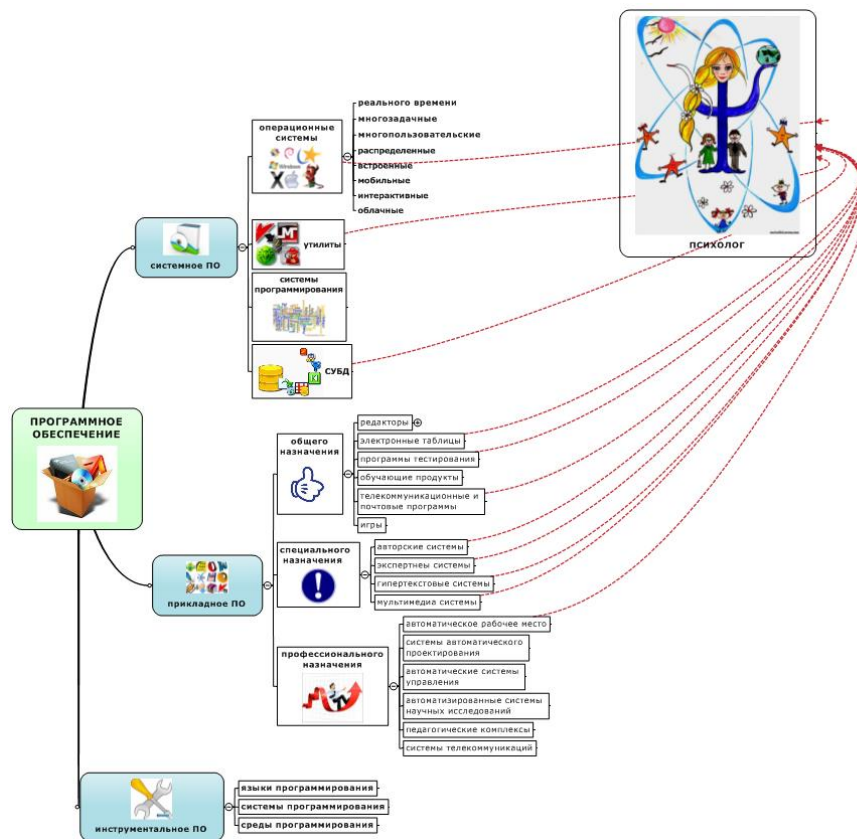 ПРОГРАММНОЕ
ОБЕСПЕЧЕНИЕ
системное ПО
операционные
системы
Windows
реального времени
многозадачные
многопользовательские
распределенные
встроенные
мобильные
интерактивные
облачные
утилиты
системы
программирования
СУБД
прикладное ПО
общего
назначения
редакторы
электронные таблицы
программы тестирования
обучающие продукты
телекоммуникационные и
почтовые программы
игры
специального
назначения
авторские системы
экспертнеы системы
гипертекстовые системы
мультимедиа системы
профессионального
назначения
автоматическое рабочее место
системы автоматического
проектирования
автоматические системы
управления
автоматизированные системы
научных исследований
педагогические комплексы
системы телекоммуникаций
инструментальное ПО
языки программирования
системы программирования
среды программирования
психолог